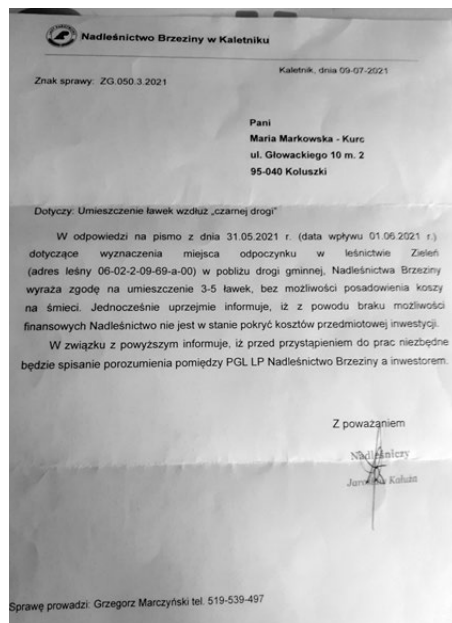 Nadleśnictwo Brzeziny w Kaletniku
Kaletnik, dnia 09-07-2021
Znak sprawy: ZG.050.3.2021
Pani
Maria Markowska - Kurc
ul. Głowackiego 10 m. 2
95-040 Koluszki
Dotyczy: Umieszczenie ławek wzdłuż „czarnej drogi"
W odpowiedzi na pismo z dnia 31.05.2021 r. (data wpływu 01.06.2021 r.)
dotyczące wyznaczenia miejsca odpoczynku w leśnictwie Zieleń
(adres leśny 06-02-2-09-69-a-00) w pobliżu drogi gminnej, Nadleśnictwa Brzeziny
wyraża zgodę na umieszczenie 3-5 ławek, bez możliwości posadowienia koszy
na śmieci. Jednocześnie uprzejmie informuje, iż z powodu braku możliwości
finansowych Nadleśnictwo nie jest w stanie pokryć kosztów przedmiotowej inwestycji.
W związku z powyższym informuje, iż przed przystąpieniem do prac niezbędne
będzie spisanie porozumienia pomiędzy PGL LP Nadleśnictwo Brzeziny a inwestorem.
Z poważaniem
Nadleśniczy
Jarosław Kałuża
Sprawę prowadzi: Grzegorz Marczyński tel. 519-539-497